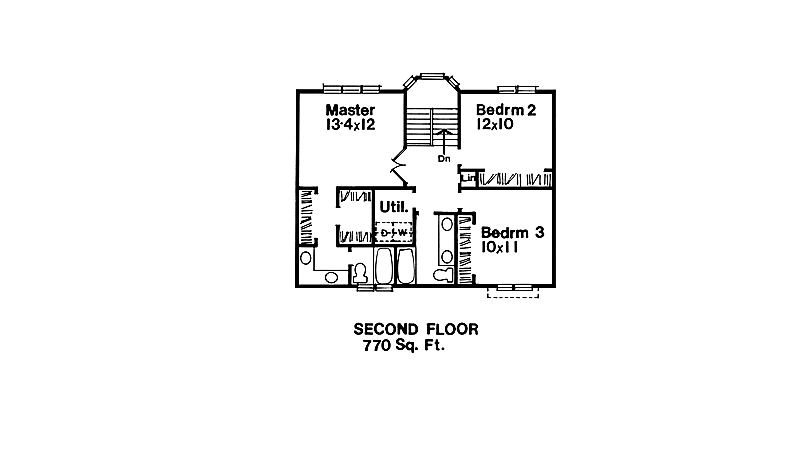 Master
13·4x12
Bedrm 2
12x10
Dn
Lin
Util.
D W
Bedrm 3
10x11
SECOND FLOOR
770 Sq. Ft.